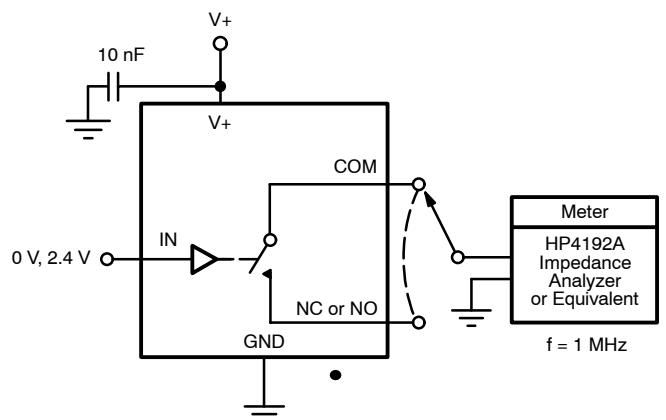 V+
10 nF
V+
COM
IN
0 V, 2.4 V
NC or NO
GND
Meter
HP4192A
Impedance
Analyzer
or Equivalent
f = 1 MHz